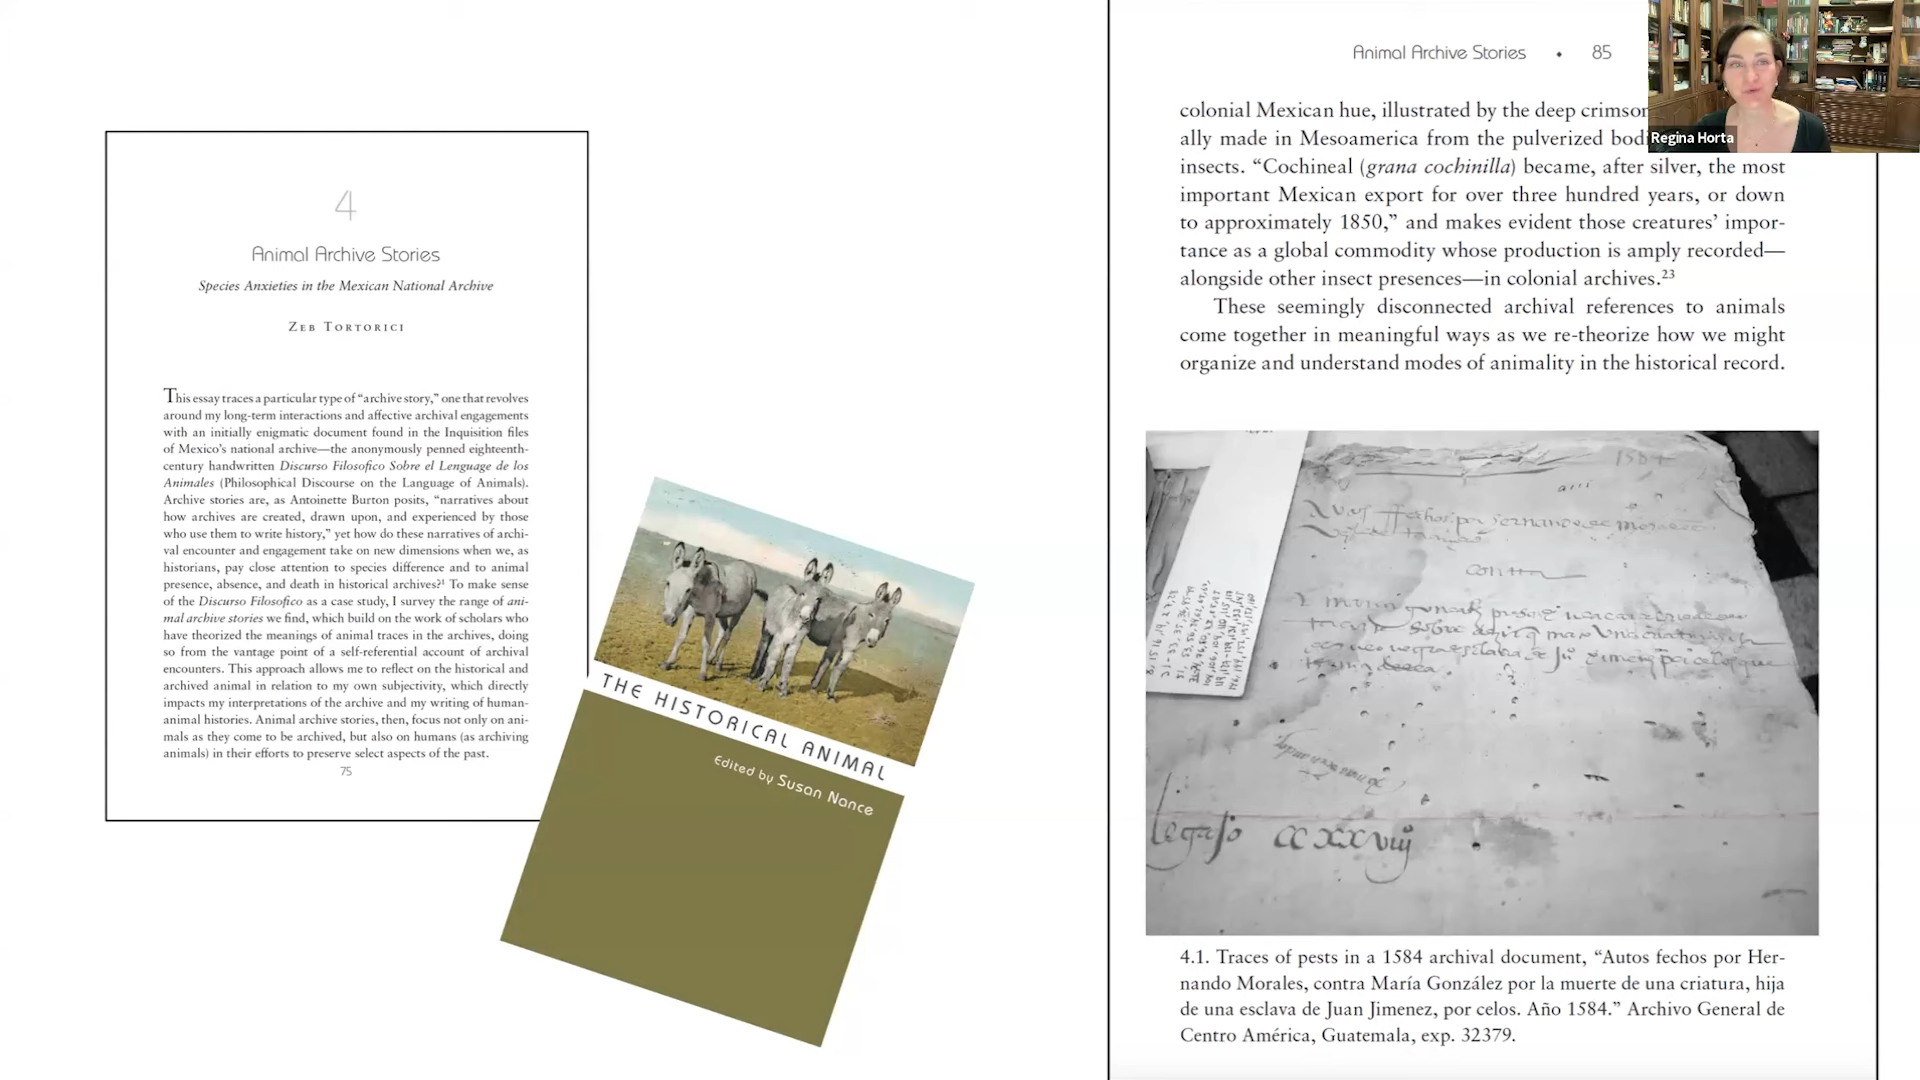 4
Animal Archive Stories
Species Anxieties in the Mexican National Archive
ZEB TORTORICI
This essay traces a particular type of “archive story,” one that revolves
around my long-term interactions and affective archival engagements
with an initially enigmatic document found in the Inquisition files
of Mexico’s national archive—the anonymously penned eighteenth-
century handwritten Discurso Filosofico Sobre el Lenguage de los
Animales (Philosophical Discourse on the Language of Animals).
Archive stories are, as Antoinette Burton posits, “narratives about
how archives are created, drawn upon, and experienced by those
who use them to write history,” yet how do these narratives of archi-
val encounter and engagement take on new dimensions when we, as
historians, pay close attention to species difference and to animal
presence, absence, and death in historical archives?¹ To make sense
of the Discurso Filosofico as a case study, I survey the range of ani-
mal archive stories we find, which build on the work of scholars who
have theorized the meanings of animal traces in the archives, doing
so from the vantage point of a self-referential account of archival
encounters. This approach allows me to reflect on the historical and
archived animal in relation to my own subjectivity, which directly
impacts my interpretations of the archive and my writing of human-
animal histories. Animal archive stories, then, focus not only on ani-
mals as they come to be archived, but also on humans (as archiving
animals) in their efforts to preserve select aspects of the past.
75
THE HISTORICAL ANIMAL
Edited by Susan Nance
Animal Archive Stories • 85
colonial Mexican hue, illustrated by the deep crimson
ally made in Mesoamerica from the pulverized bodi
insects. “Cochineal (grana cochinilla) became, after silver, the most
important Mexican export for over three hundred years, or down
to approximately 1850,” and makes evident those creatures’ impor-
tance as a global commodity whose production is amply recorded—
alongside other insect presences—in colonial archives.²³
These seemingly disconnected archival references to animals
come together in meaningful ways as we re-theorize how we might
organize and understand modes of animality in the historical record.
1584
contra
legajo CCXXViij
4.1. Traces of pests in a 1584 archival document, “Autos fechos por Her-
nando Morales, contra María González por la muerte de una criatura, hija
de una esclava de Juan Jimenez, por celos. Año 1584.” Archivo General de
Centro América, Guatemala, exp. 32379.
Regina Horta